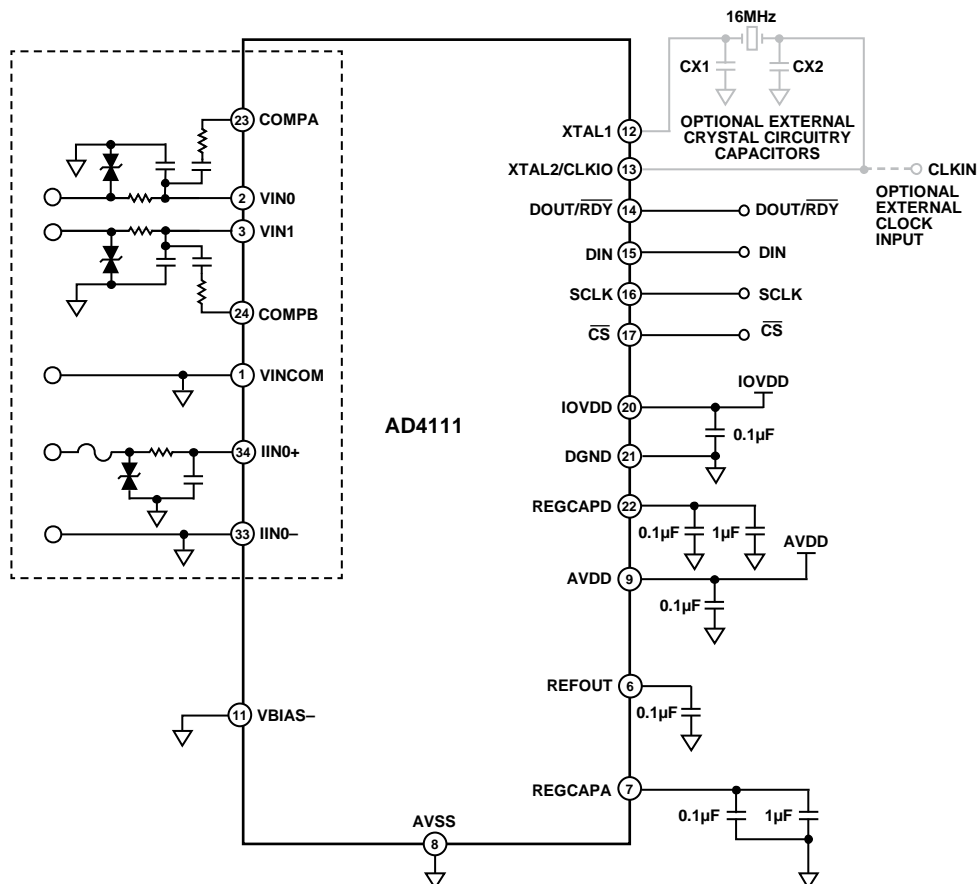 16MHz
CX1
CX2
OPTIONAL EXTERNAL
CRYSTAL CIRCUITRY
CAPACITORS
CLKIN
OPTIONAL
EXTERNAL
CLOCK
INPUT
23 COMPA
2 VIN0
3 VIN1
24 COMPB
1 VINCOM
34 IIN0+
33 IIN0–
11 VBIAS–
AD4111
XTAL1 12
XTAL2/CLKIO 13
DOUT/RDY 14 DOUT/RDY
DIN 15 DIN
SCLK 16 SCLK
CS 17 CS
IOVDD
IOVDD 20
0.1µF
DGND 21
REGCAPD 22
0.1µF 1µF
AVDD
AVDD 9
0.1µF
REFOUT 6
0.1µF
REGCAPA 7
0.1µF 1µF
AVSS
8